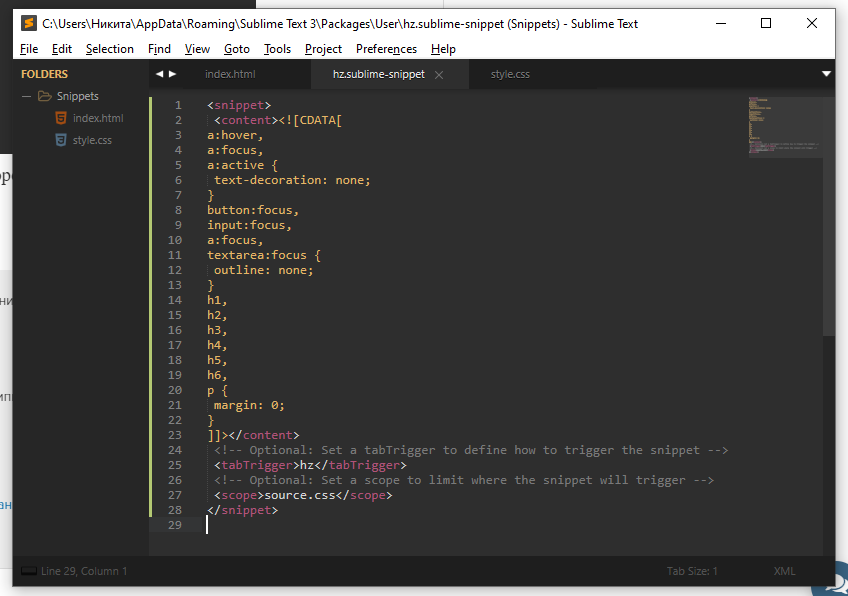 C:\Users\Никита\AppData\Roaming\Sublime Text 3\Packages\User\hz.sublime-snippet (Snippets) - Sublime Text
File Edit Selection Find View Goto Tools Project Preferences Help
FOLDERS
Snippets
index.html
style.css
index.html hz.sublime-snippet style.css
1 <snippet>
2 <content><![CDATA[
3 a:hover,
4 a:focus,
5 a:active {
6 text-decoration: none;
7 }
8 button:focus,
9 input:focus,
10 a:focus,
11 textarea:focus {
12 outline: none;
13 }
14 h1,
15 h2,
16 h3,
17 h4,
18 h5,
19 h6,
20 p {
21 margin: 0;
22 }
23 ]]></content>
24 <!-- Optional: Set a tabTrigger to define how to trigger the snippet -->
25 <tabTrigger>hz</tabTrigger>
26 <!-- Optional: Set a scope to limit where the snippet will trigger -->
27 <scope>source.css</scope>
28 </snippet>
29
Line 29, Column 1 Tab Size: 1 XML